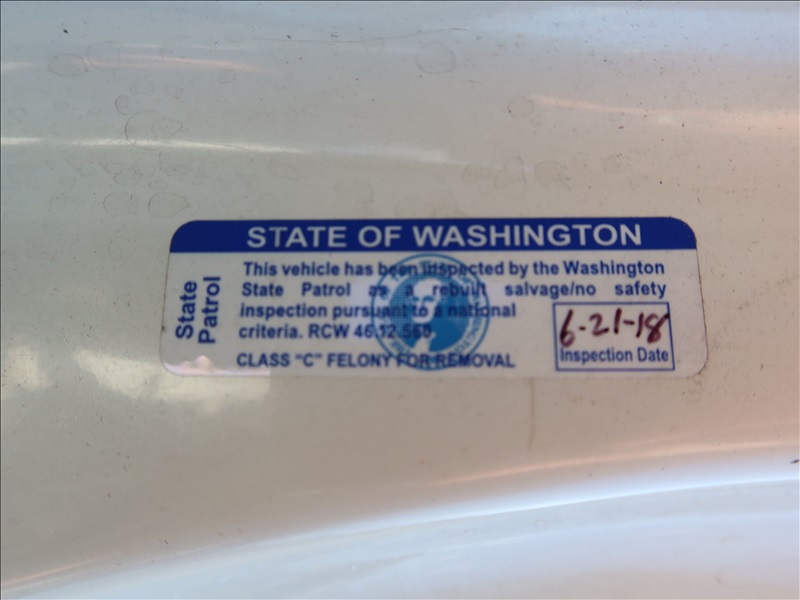 STATE OF WASHINGTON
State
Patrol
This vehicle has been inspected by the Washington
State Patrol as a rebuilt salvage/no safety
inspection pursuant to a national
criteria. RCW 46.12.560
CLASS "C" FELONY FOR REMOVAL
6-21-18
Inspection Date